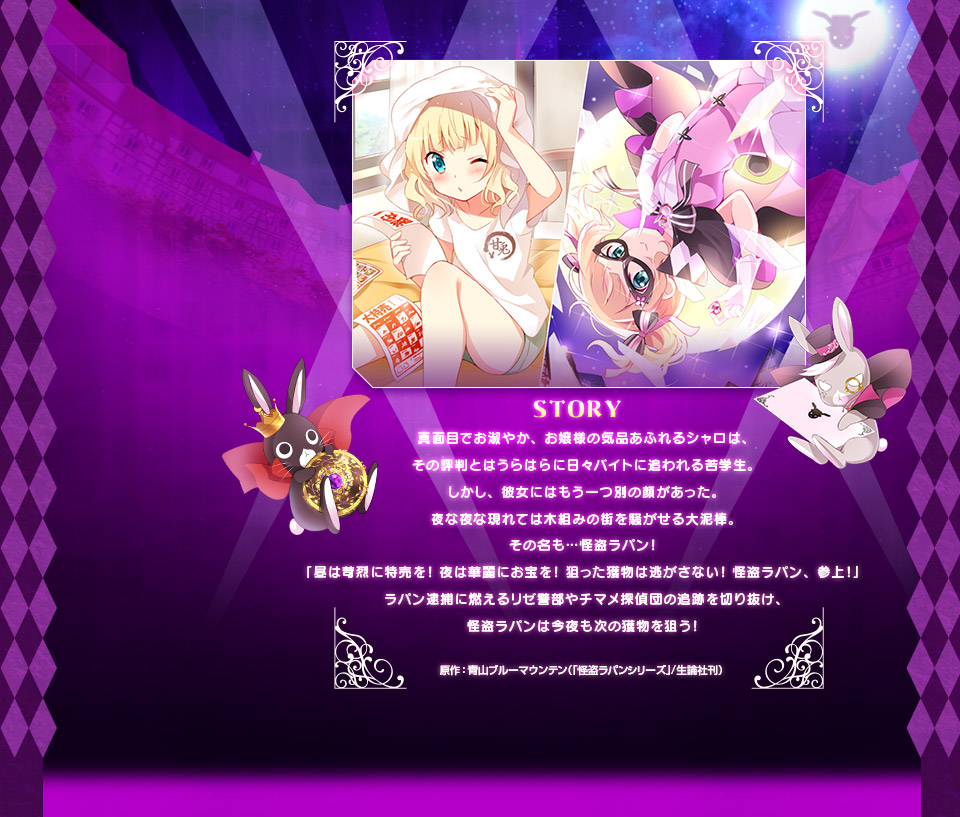 大特売!
甘兎
大特売!
STORY
真面目でお淑やか、お嬢様の気品あふれるシャロは、
その評判とはうらはらに日々バイトに追われる苦学生。
しかし、彼女にはもう一つ別の顔があった。
夜な夜な現れては木組みの街を騒がせる大泥棒。
その名も…怪盗ラパン!
「昼は苛烈に特売を! 夜は華麗にお宝を! 狙った獲物は逃がさない! 怪盗ラパン、参上!」
ラパン逮捕に燃えるリゼ警部やチマメ探偵団の追跡を切り抜け、
怪盗ラパンは今夜も次の獲物を狙う!
原作:青山ブルーマウンテン(「怪盗ラパンシリーズ」/生論社刊)